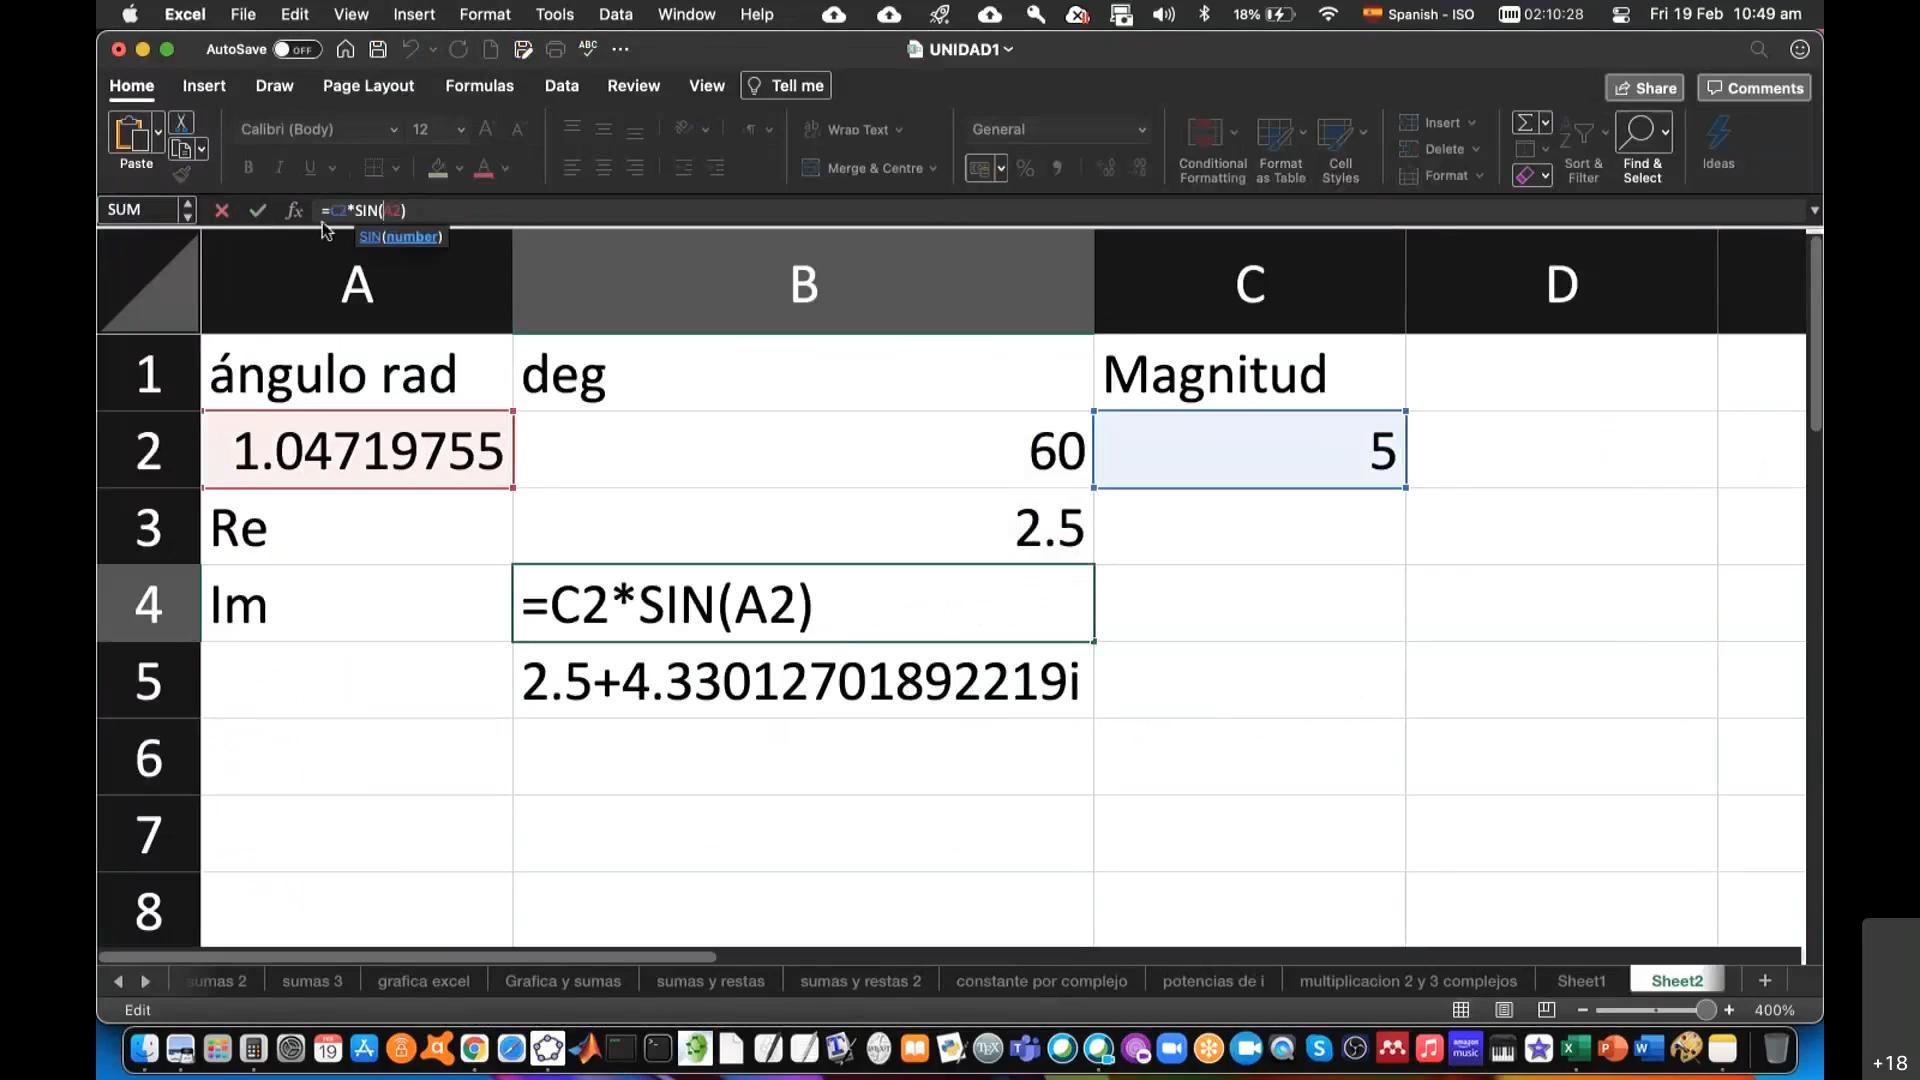 Excel File Edit View Insert Format Tools Data Window Help 18% Spanish - ISO 02:10:28 Fri 19 Feb 10:49 am
AutoSave OFF ABC ... UNIDAD1
Home Insert Draw Page Layout Formulas Data Review View Tell me Share Comments
Calibri (Body) 12 Wrap Text General Insert
Paste Merge & Centre Conditional Formatting Format as Table Cell Styles Delete Format Sort & Filter Find & Select Ideas
SUM fx =C2*SIN(A2)
SIN(number)
A B C D
1 ángulo rad deg Magnitud
2 1.04719755 60 5
3 Re 2.5
4 Im =C2*SIN(A2)
5 2.5+4.33012701892219i
6
7
8
sumas 2 sumas 3 grafica excel Grafica y sumas sumas y restas sumas y restas 2 constante por complejo potencias de i multiplicacion 2 y 3 complejos Sheet1 Sheet2 +
Edit 400%
+18